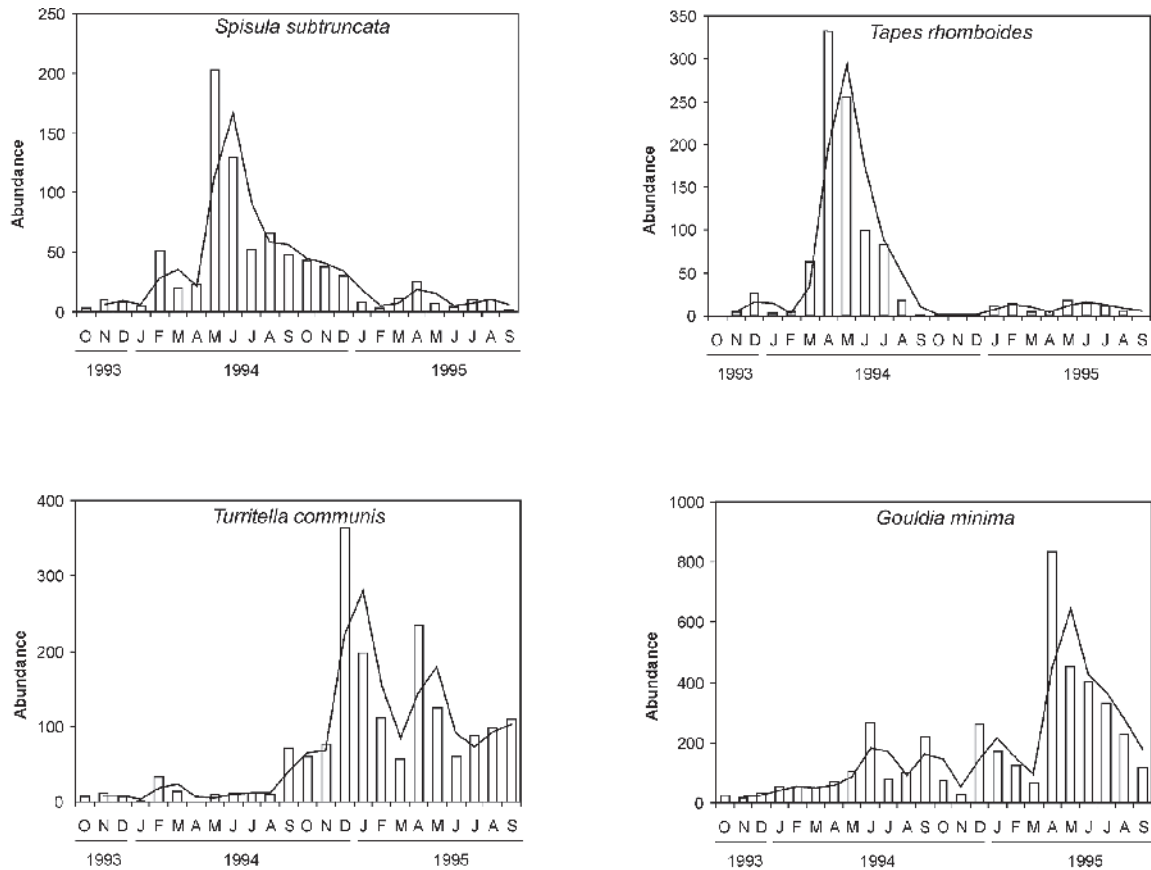 Spisula subtruncata
250
200
150
100
50
0
Abundance
O N D J F M A M J J A S O N D J F M A M J J A S
1993 1994 1995
Tapes rhomboides
350
300
250
200
150
100
50
0
Abundance
O N D J F M A M J J A S O N D J F M A M J J A S
1993 1994 1995
Turritella communis
400
300
200
100
0
Abundance
O N D J F M A M J J A S O N D J F M A M J J A S
1993 1994 1995
Gouldia minima
1000
800
600
400
200
0
Abundance
O N D J F M A M J J A S O N D J F M A M J J A S
1993 1994 1995